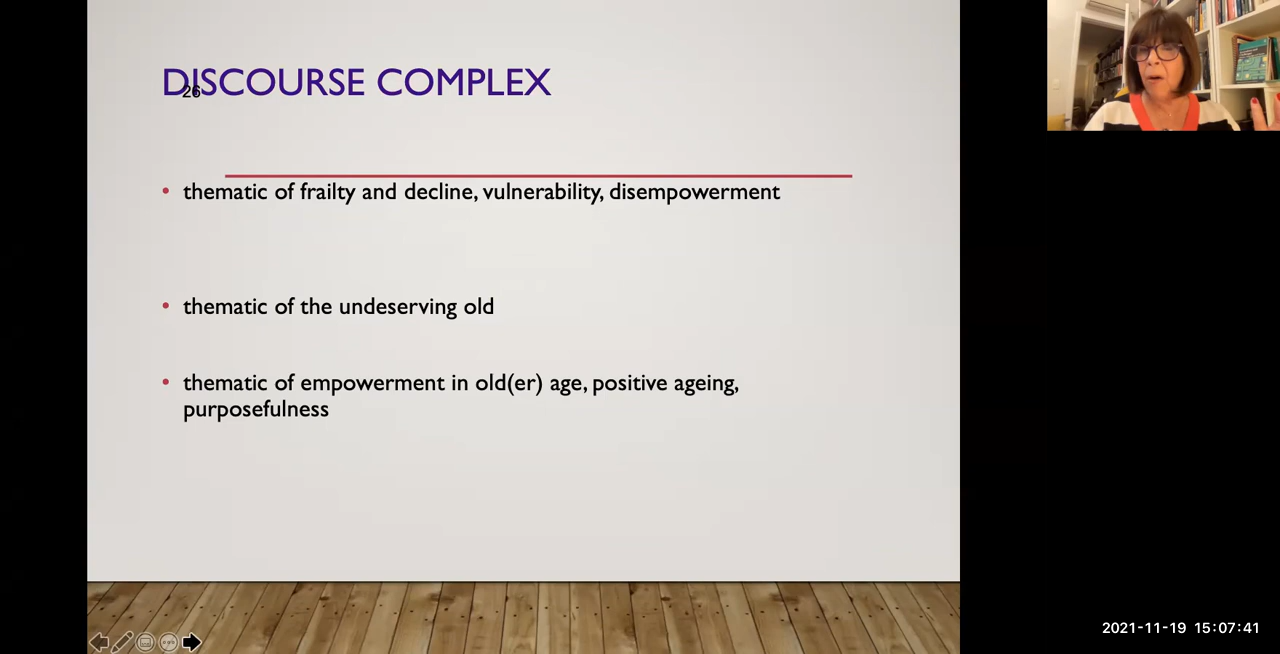 DISCOURSE COMPLEX
26
• thematic of frailty and decline, vulnerability, disempowerment
• thematic of the undeserving old
• thematic of empowerment in old(er) age, positive ageing,
purposefulness
2021-11-19 15:07:41